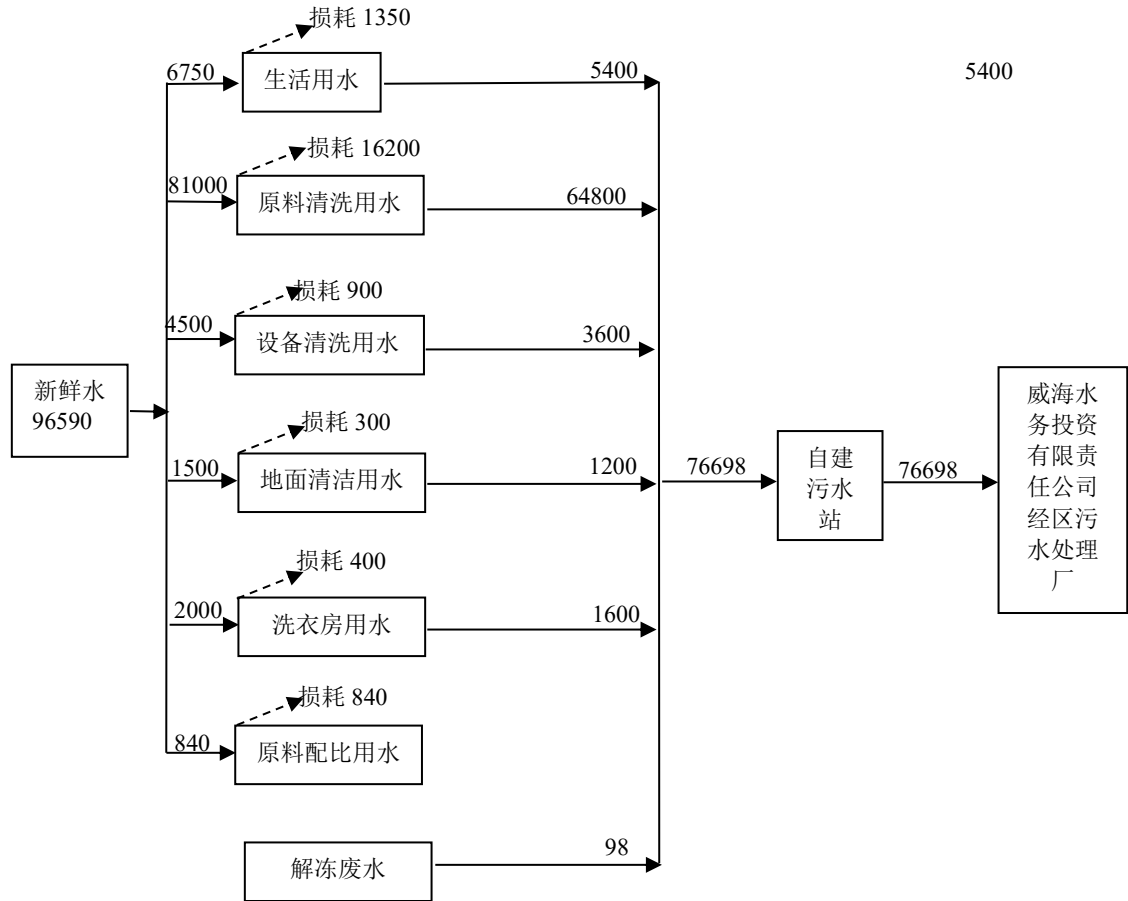 损耗 1350
6750
生活用水
5400
5400
损耗 16200
81000
原料清洗用水
64800
损耗 900
4500
设备清洗用水
3600
新鲜水
96590
损耗 300
1500
地面清洁用水
1200
76698
自建
污水
站
76698
威海水
务投资
有限责
任公司
经区污
水处理
厂
损耗 400
2000
洗衣房用水
1600
损耗 840
840
原料配比用水
解冻废水
98